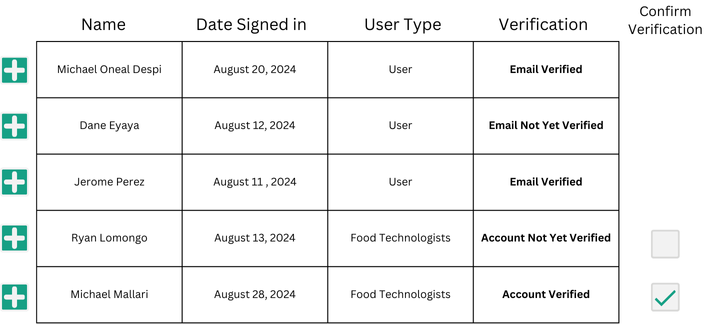 Name Date Signed in User Type Verification Confirm Verification
Michael Oneal Despi August 20, 2024 User Email Verified
Dane Eyaya August 12, 2024 User Email Not Yet Verified
Jerome Perez August 11 , 2024 User Email Verified
Ryan Lomongo August 13, 2024 Food Technologists Account Not Yet Verified
Michael Mallari August 28, 2024 Food Technologists Account Verified